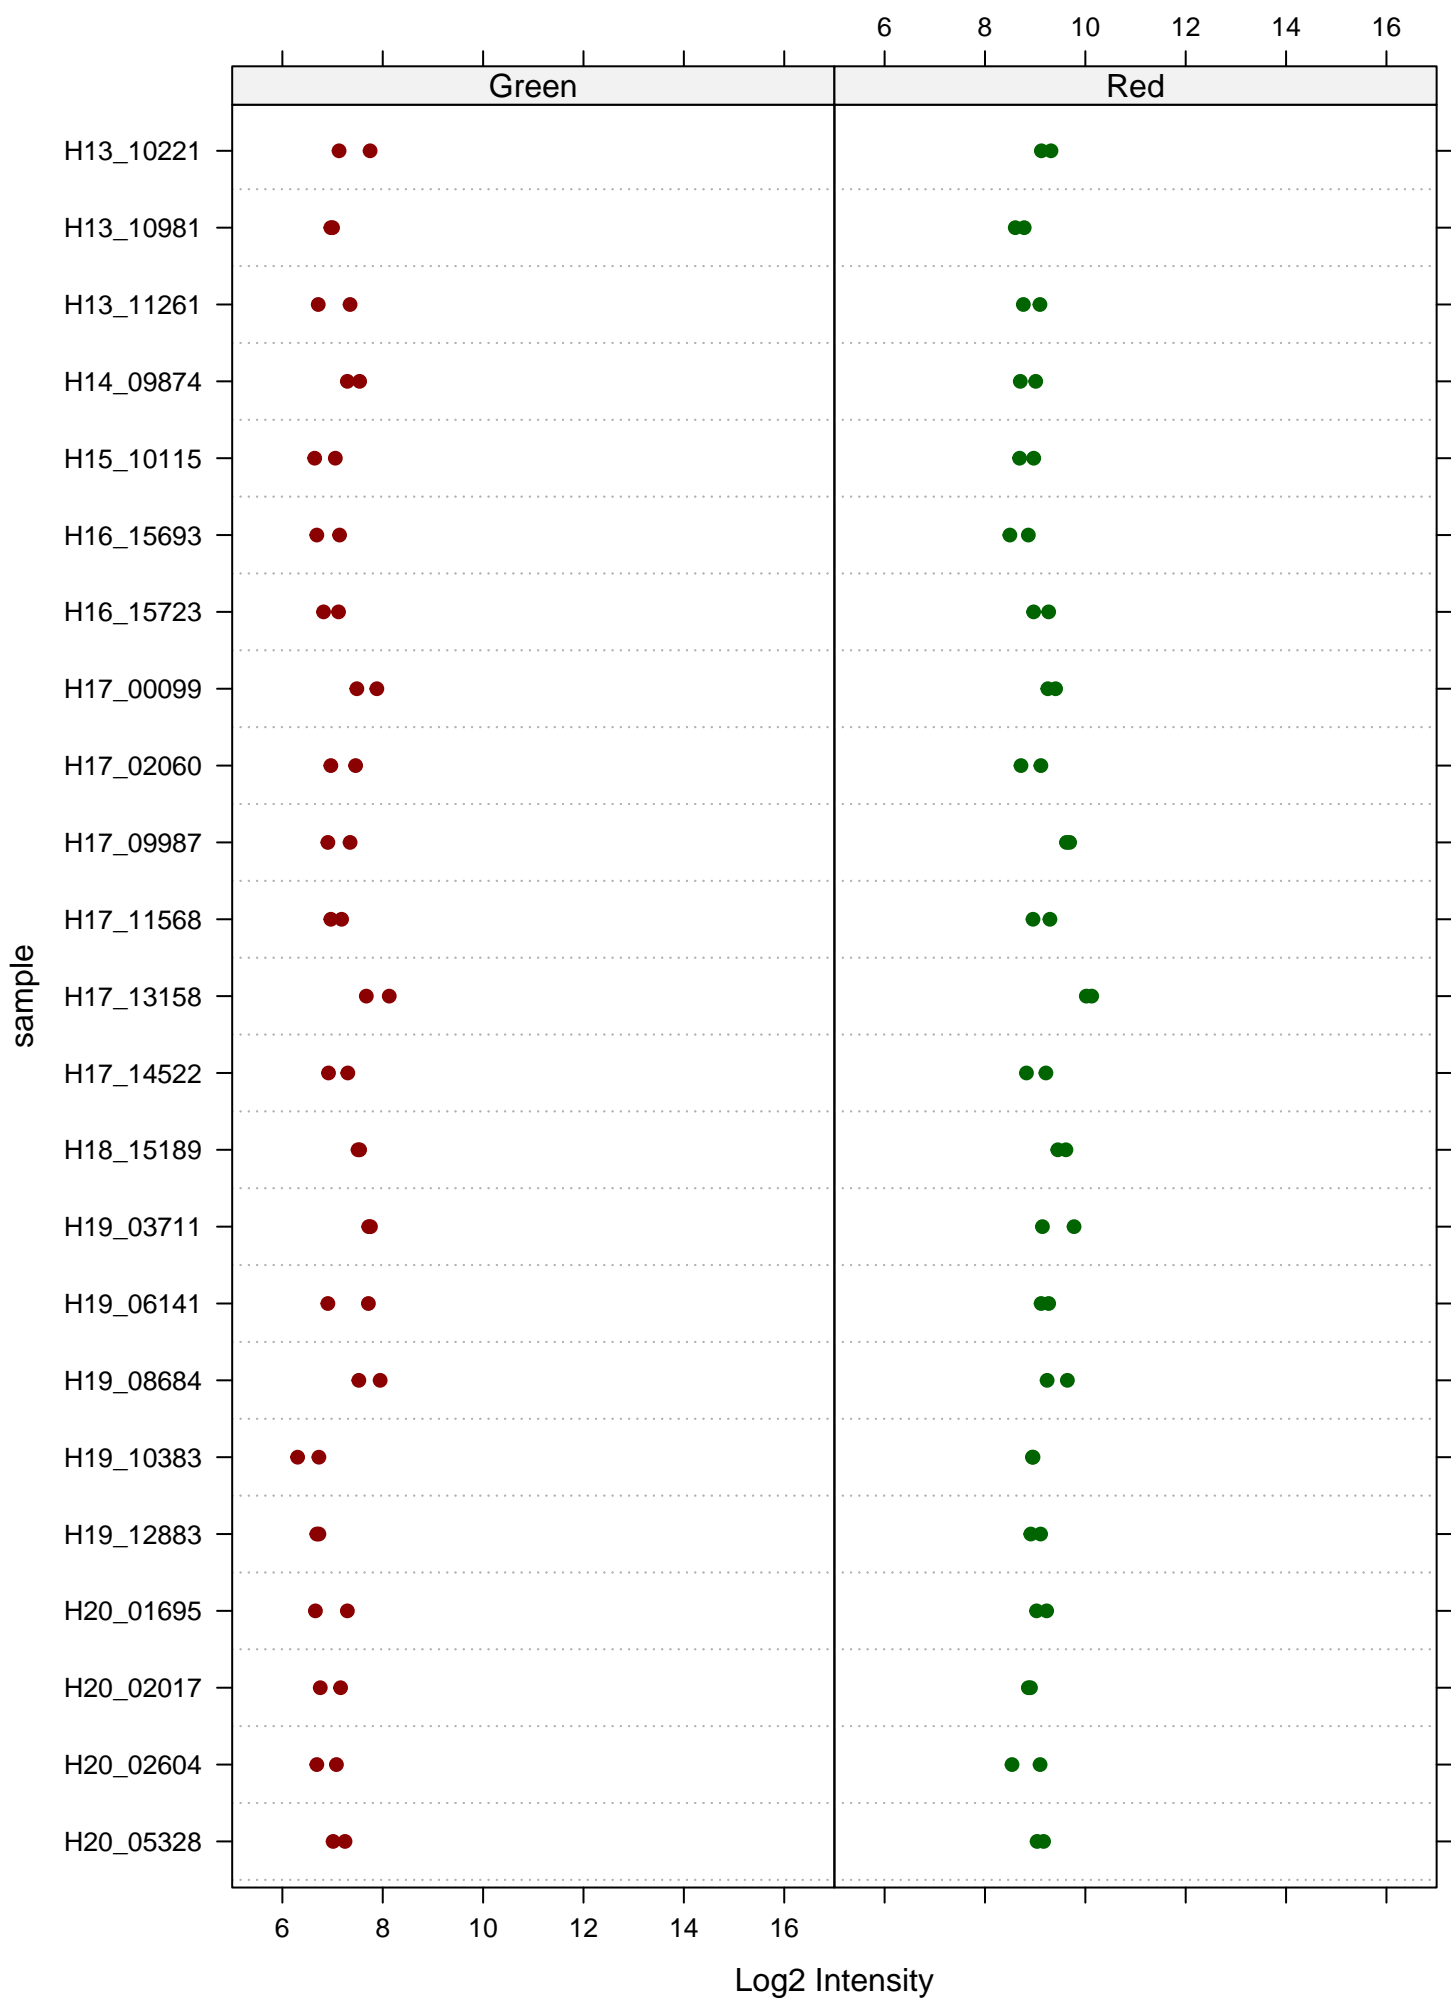 6 8 10 12 14 16
Green Red
H13_10221
H13_10981
H13_11261
H14_09874
H15_10115
H16_15693
H16_15723
H17_00099
H17_02060
H17_09987
H17_11568
H17_13158
H17_14522
H18_15189
H19_03711
H19_06141
H19_08684
H19_10383
H19_12883
H20_01695
H20_02017
H20_02604
H20_05328
sample
6 8 10 12 14 16
Log2 Intensity